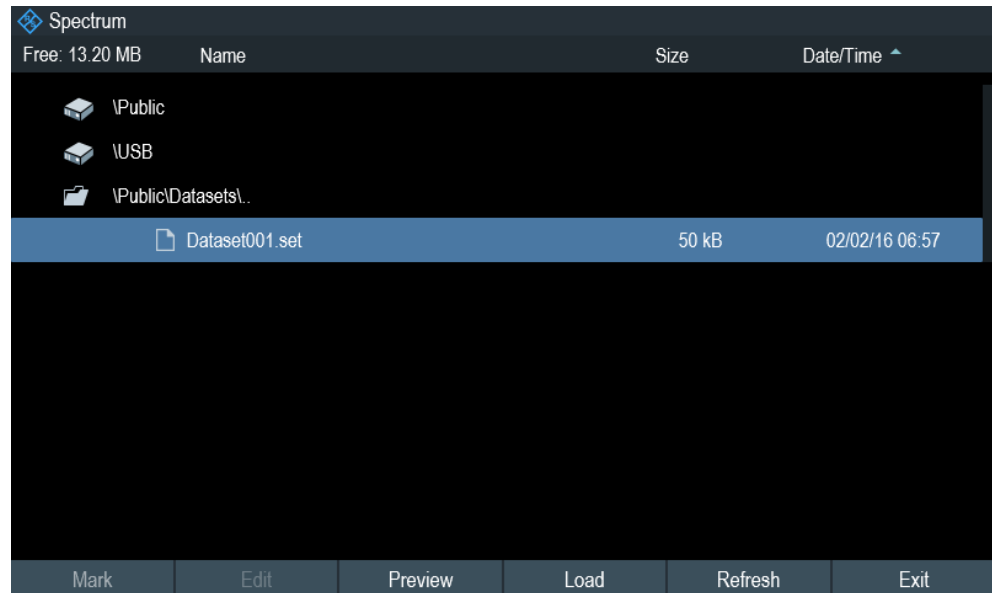 Spectrum
Free: 13.20 MB Name Size Date/Time
\Public
\USB
\Public\Datasets\..
Dataset001.set 50 kB 02/02/16 06:57
Mark Edit Preview Load Refresh Exit